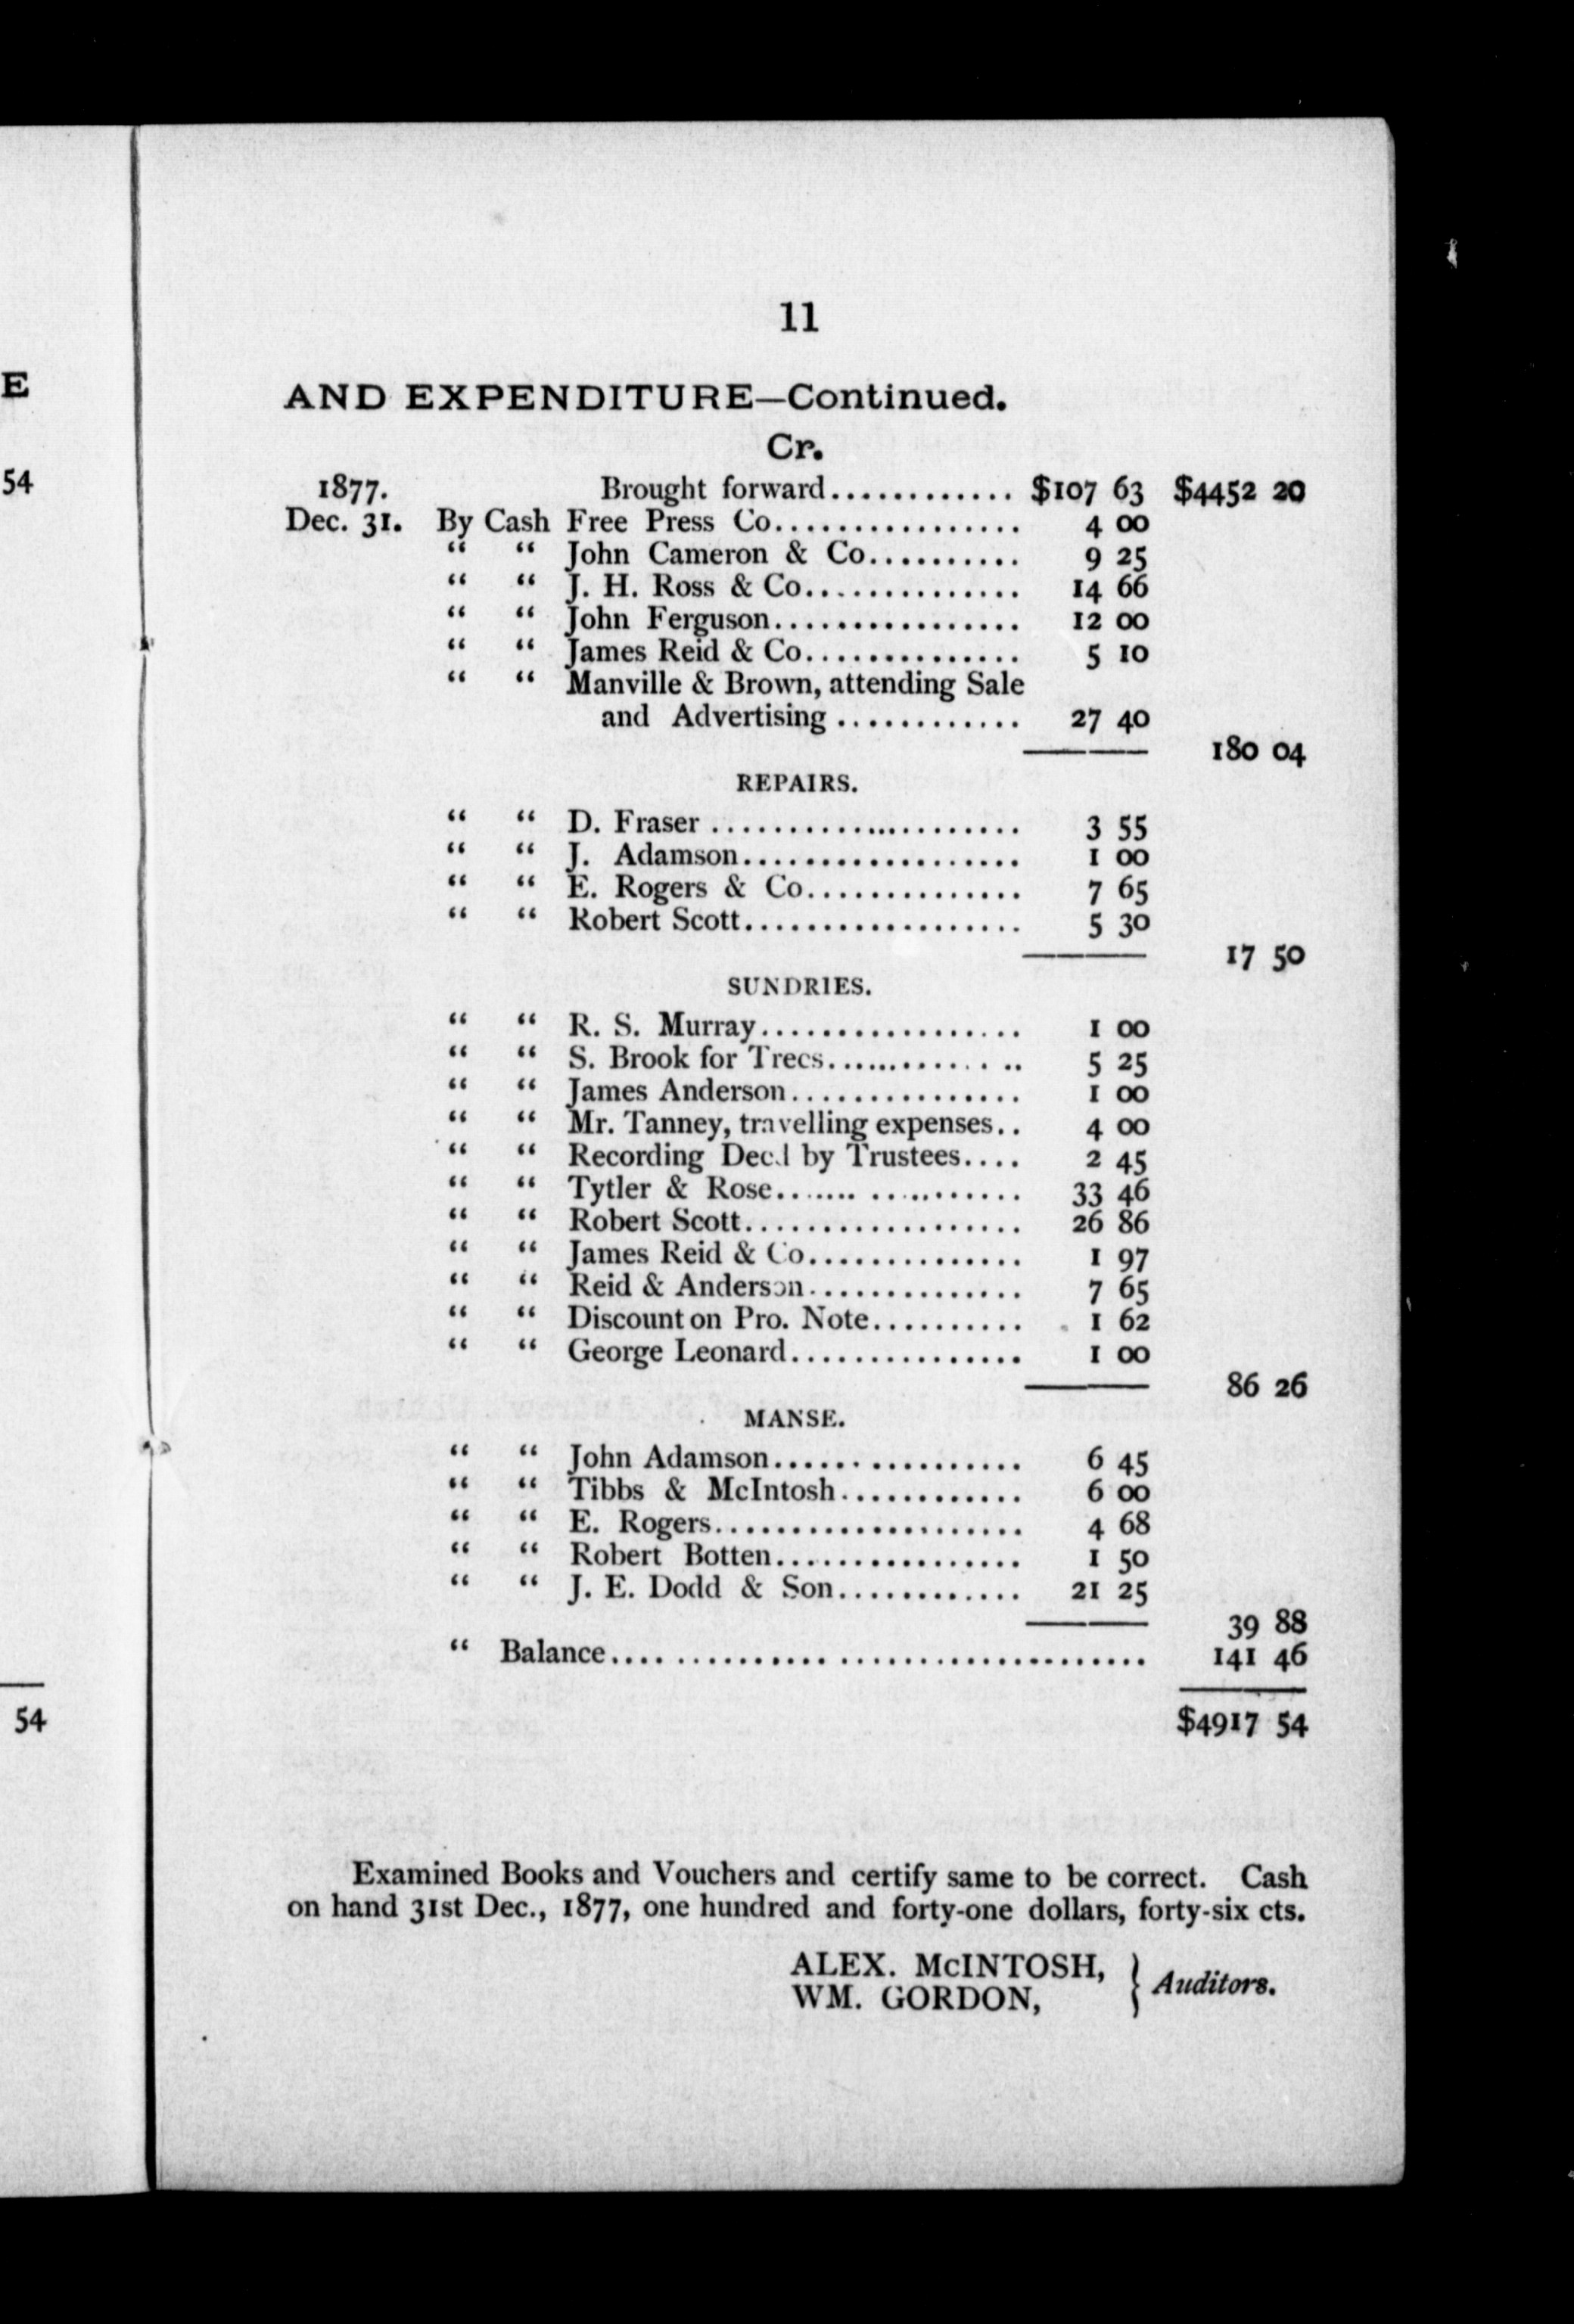 E
54
54
11
AND EXPENDITURE—Continued.
Cr.
1877. Brought forward............ $107 63 $4452 20
Dec. 31. By Cash Free Press Co................ 4 00
" " John Cameron & Co.......... 9 25
" " J. H. Ross & Co.............. 14 66
" " John Ferguson................ 12 00
" " James Reid & Co.............. 5 10
" " Manville & Brown, attending Sale
and Advertising ............ 27 40
180 04
REPAIRS.
" " D. Fraser .................... 3 55
" " J. Adamson.................. 1 00
" " E. Rogers & Co.............. 7 65
" " Robert Scott.................. 5 30
17 50
SUNDRIES.
" " R. S. Murray................. 1 00
" " S. Brook for Trees............. 5 25
" " James Anderson............... 1 00
" " Mr. Tanney, travelling expenses.. 4 00
" " Recording Deed by Trustees.... 2 45
" " Tytler & Rose................ 33 46
" " Robert Scott.................. 26 86
" " James Reid & Co.............. 1 97
" " Reid & Anderson.............. 7 65
" " Discount on Pro. Note.......... 1 62
" " George Leonard............... 1 00
86 26
MANSE.
" " John Adamson................ 6 45
" " Tibbs & McIntosh............ 6 00
" " E. Rogers.................... 4 68
" " Robert Botten................ 1 50
" " J. E. Dodd & Son............ 21 25
39 88
" Balance.................................. 141 46
$4917 54
Examined Books and Vouchers and certify same to be correct. Cash
on hand 31st Dec., 1877, one hundred and forty-one dollars, forty-six cts.
ALEX. McINTOSH,
WM. GORDON, } Auditors.